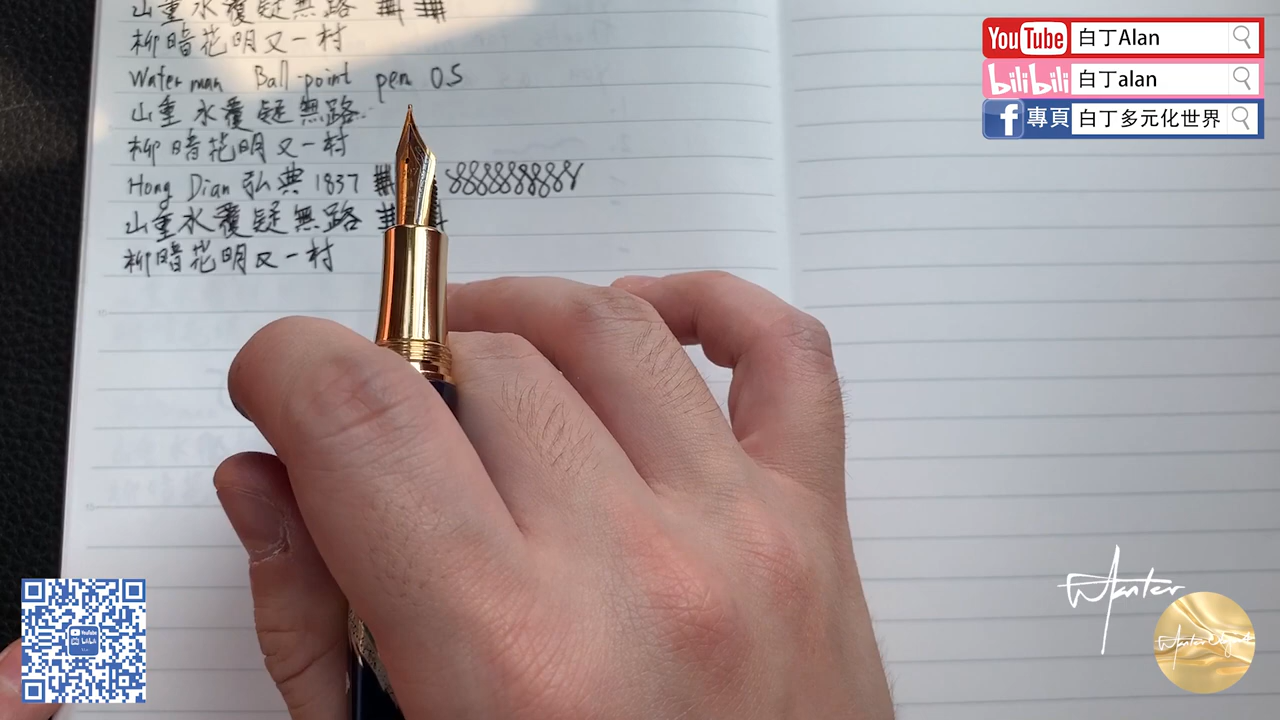 山重水覆疑無路
柳暗花明又一村
Waterman Ball-point pen 0.5
山重水覆疑無路
柳暗花明又一村
Hong Dian 弘典 1837
山重水覆疑無路
柳暗花明又一村
YouTube 白丁Alan
bilibili 白丁alan
f 專頁 白丁多元化世界